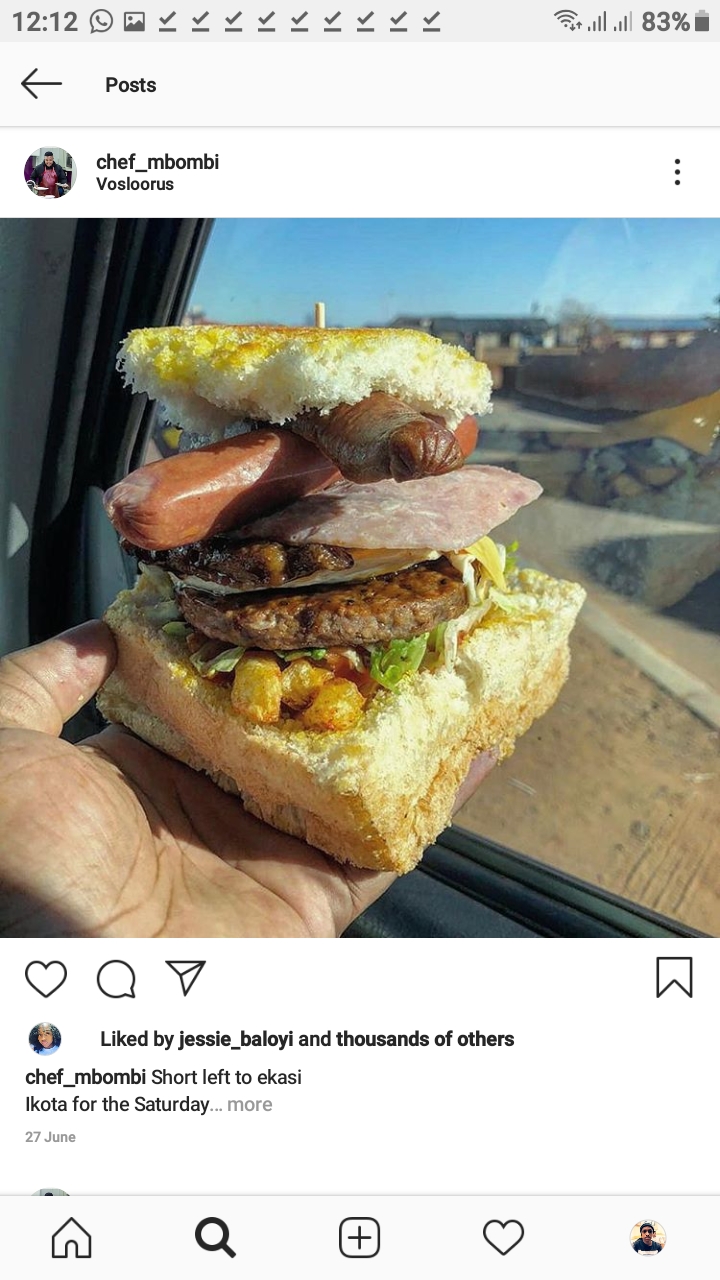 12:12 83%
Posts
chef_mbombi
Vosloorus
Liked by jessie_baloyi and thousands of others
chef_mbombi Short left to ekasi
Ikota for the Saturday... more
27 June